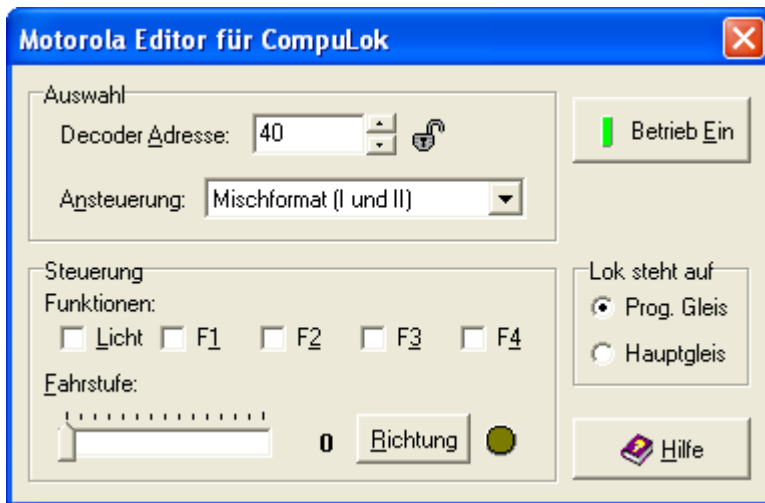 Motorola Editor für CompuLok
Auswahl
Decoder Adresse: 40
Betrieb Ein
Ansteuerung: Mischformat (I und II)
Steuerung
Funktionen:
Licht F1 F2 F3 F4
Fahrstufe:
0 Richtung
Lok steht auf
Prog. Gleis
Hauptgleis
Hilfe